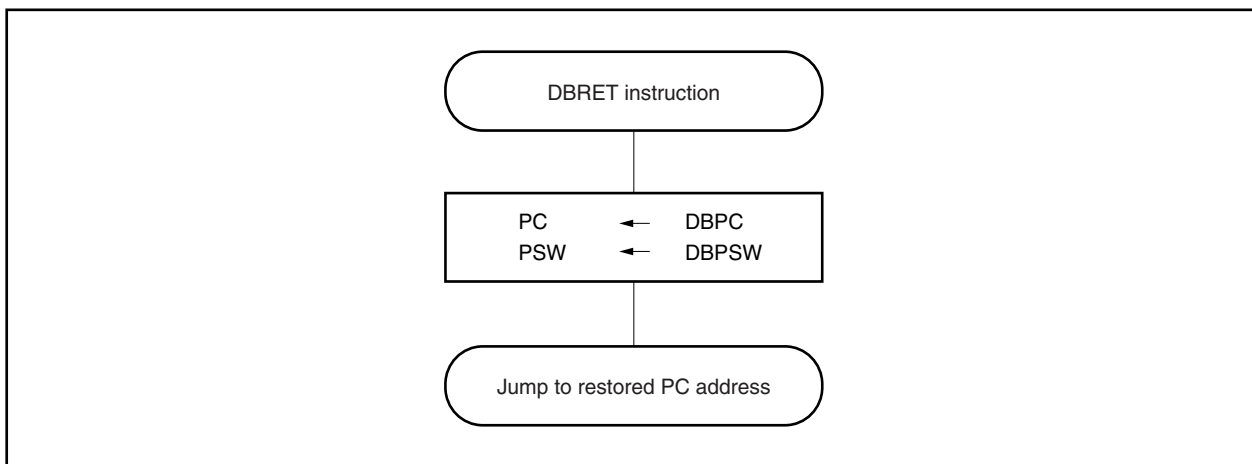 DBRET instruction
PC ← DBPC
PSW ← DBPSW
Jump to restored PC address